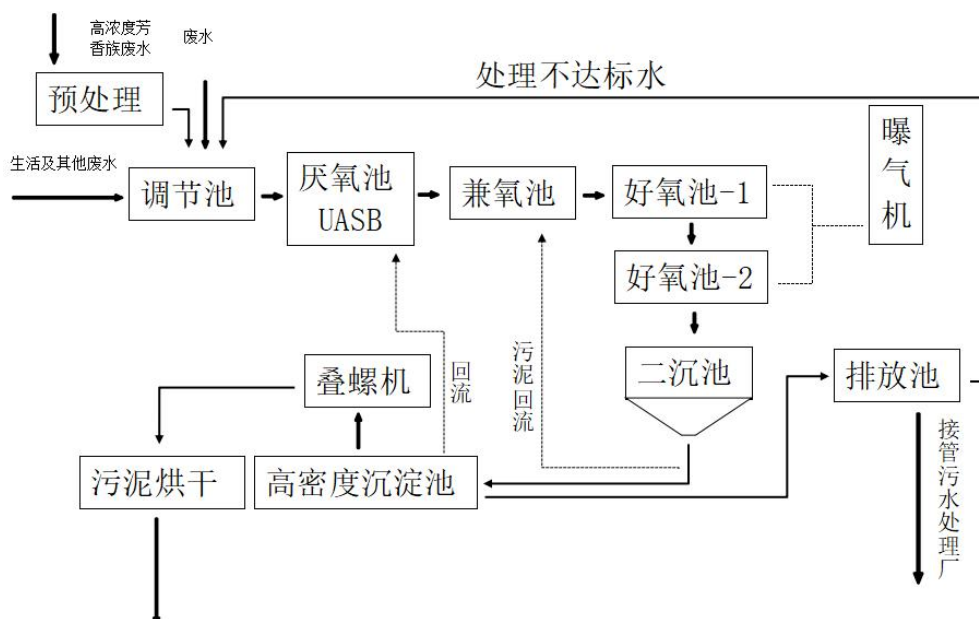 高浓度芳
香族废水
废水
预处理
处理不达标水
曝气机
生活及其他废水
调节池
厌氧池
UASB
兼氧池
好氧池-1
好氧池-2
二沉池
排放池
叠螺机
回流
污泥回流
接管污水处理厂
污泥烘干
高密度沉淀池